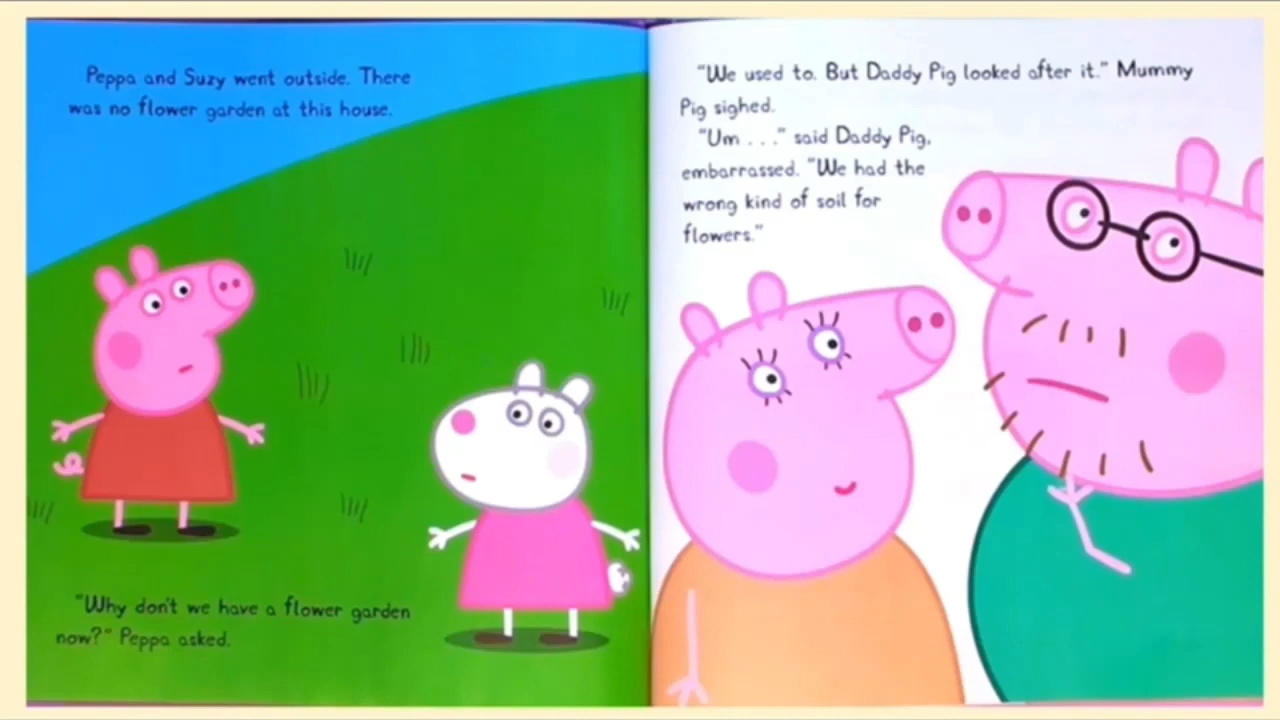 Peppa and Suzy went outside. There
was no flower garden at this house.
"Why don't we have a flower garden
now?" Peppa asked.
"We used to. But Daddy Pig looked after it." Mummy
Pig sighed.
"Um . . ." said Daddy Pig,
embarrassed. "We had the
wrong kind of soil for
flowers."